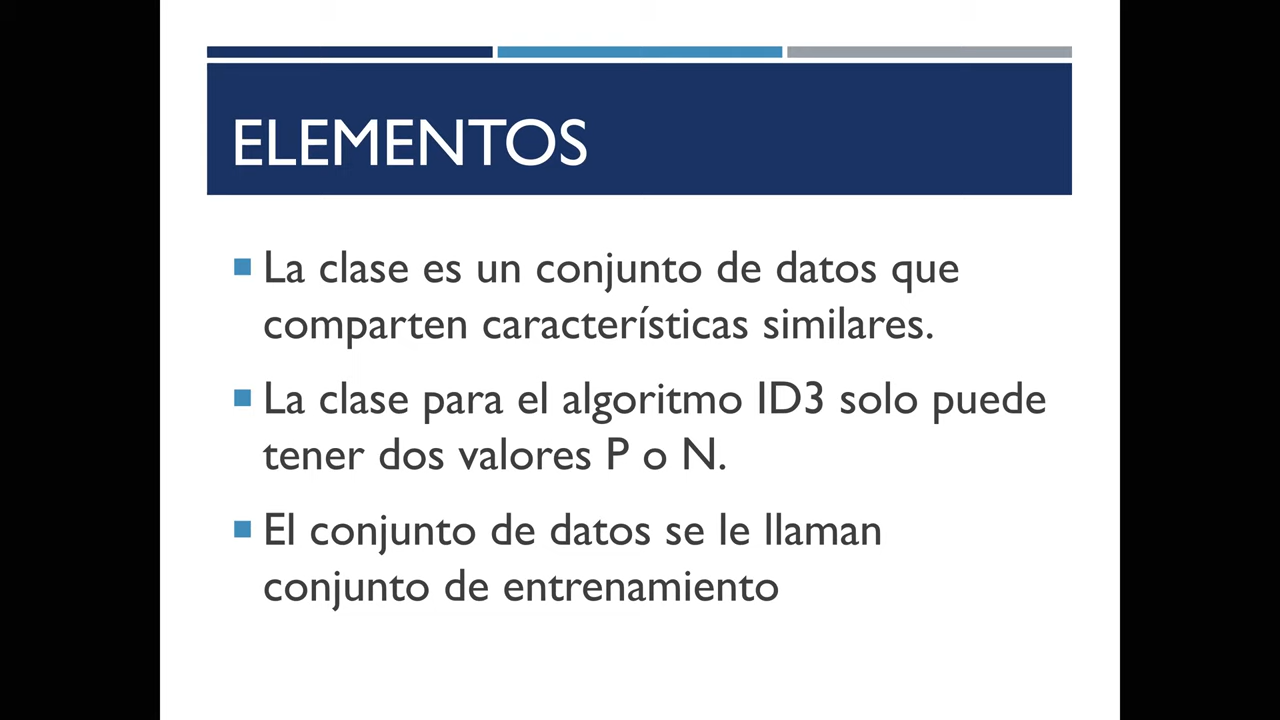 ELEMENTOS
La clase es un conjunto de datos que
comparten características similares.
La clase para el algoritmo ID3 solo puede
tener dos valores P o N.
El conjunto de datos se le llaman
conjunto de entrenamiento